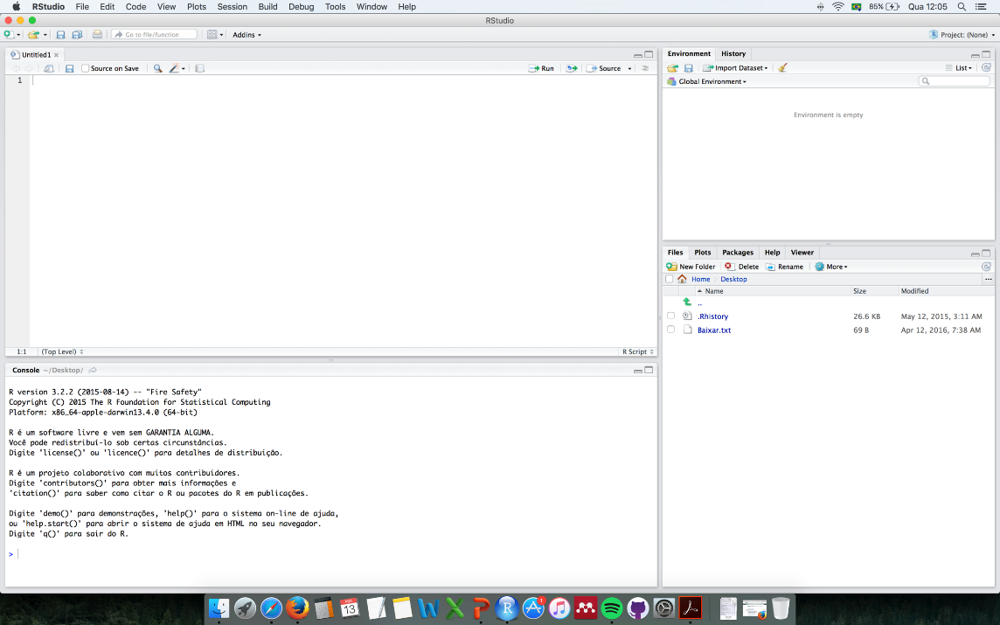 RStudio File Edit Code View Plots Session Build Debug Tools Window Help 85% Qua 12:05
RStudio
Go to file/function Addins Project: (None)
Untitled1
Source on Save Run Source
1
1:1 (Top Level) R Script
Console ~/Desktop/
R version 3.2.2 (2015-08-14) -- "Fire Safety"
Copyright (C) 2015 The R Foundation for Statistical Computing
Platform: x86_64-apple-darwin13.4.0 (64-bit)
R é um software livre e vem sem GARANTIA ALGUMA.
Você pode redistribuí-lo sob certas circunstâncias.
Digite 'license()' ou 'licence()' para detalhes de distribuição.
R é um projeto colaborativo com muitos contribuidores.
Digite 'contributors()' para obter mais informações e
'citation()' para saber como citar o R ou pacotes do R em publicações.
Digite 'demo()' para demonstrações, 'help()' para o sistema on-line de ajuda,
ou 'help.start()' para abrir o sistema de ajuda em HTML no seu navegador.
Digite 'q()' para sair do R.
>
Environment History
Import Dataset List
Global Environment
Environment is empty
Files Plots Packages Help Viewer
New Folder Delete Rename More
Home Desktop ...
Name Size Modified
..
.Rhistory 26.6 KB May 12, 2015, 3:11 AM
Baixar.txt 69 B Apr 12, 2016, 7:38 AM
13
R
1